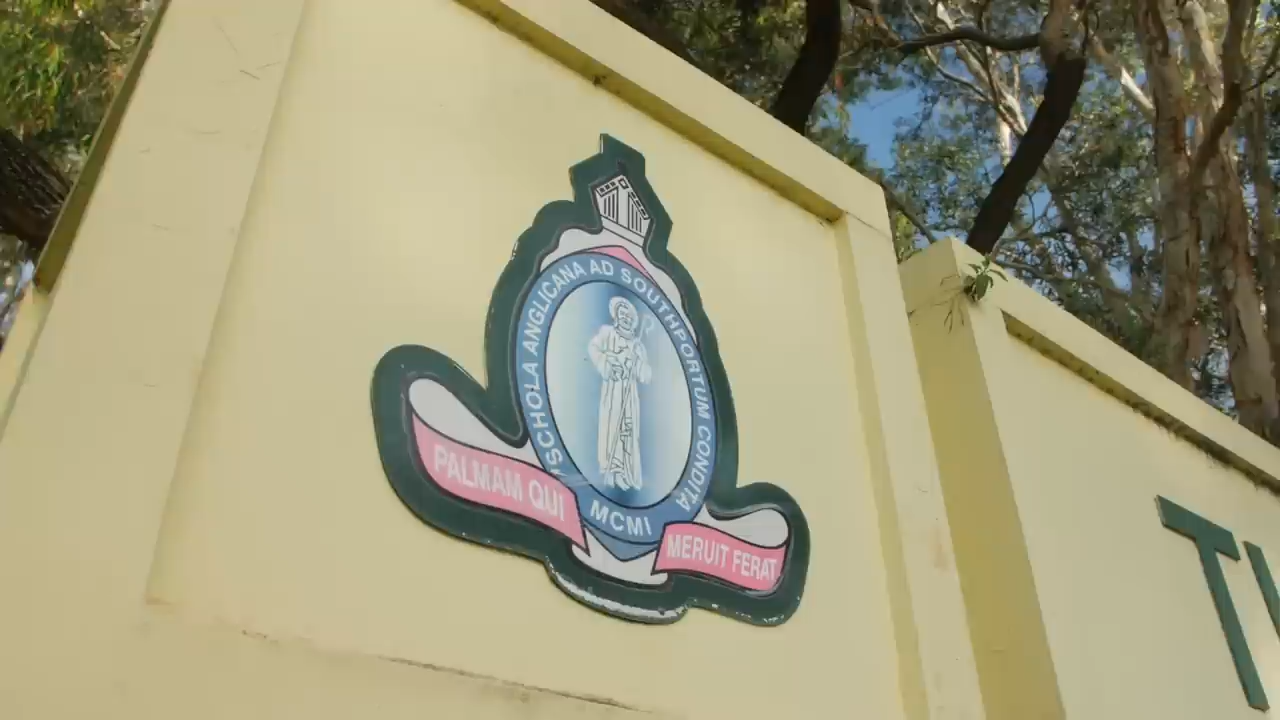 SCHOLA ANGLICANA AD SOUTHPORTUM CONDITA
MCMI
PALMAM QUI
MERUIT FERAT